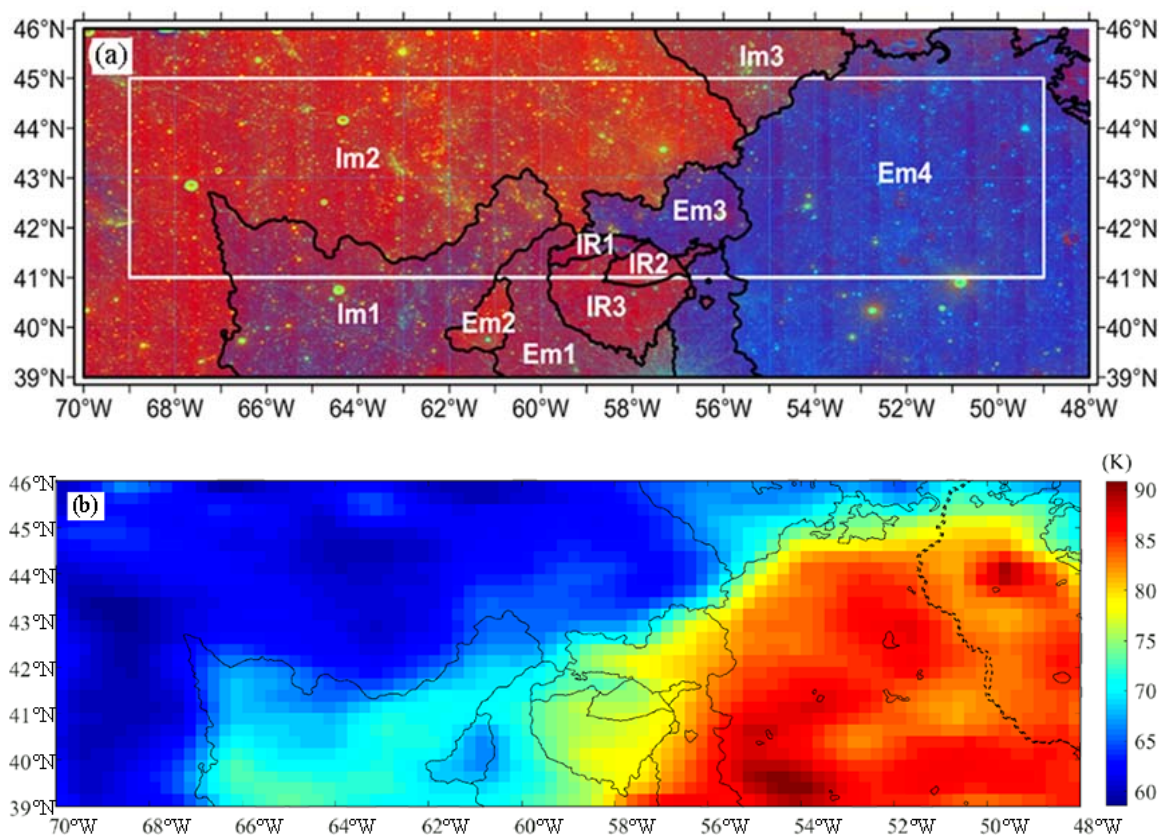 46°N 46°N
(a) Im3
45°N 45°N
44°N 44°N
Im2
43°N Em4 43°N
Em3
42°N 42°N
IR1
IR2
41°N 41°N
Im1 IR3
40°N Em2 40°N
Em1
39°N 39°N
70°W 68°W 66°W 64°W 62°W 60°W 58°W 56°W 54°W 52°W 50°W 48°W
(K)
46°N (b) 90
45°N 85
44°N
80
43°N
75
42°N
70
41°N
65
40°N
60
39°N
70°W 68°W 66°W 64°W 62°W 60°W 58°W 56°W 54°W 52°W 50°W 48°W